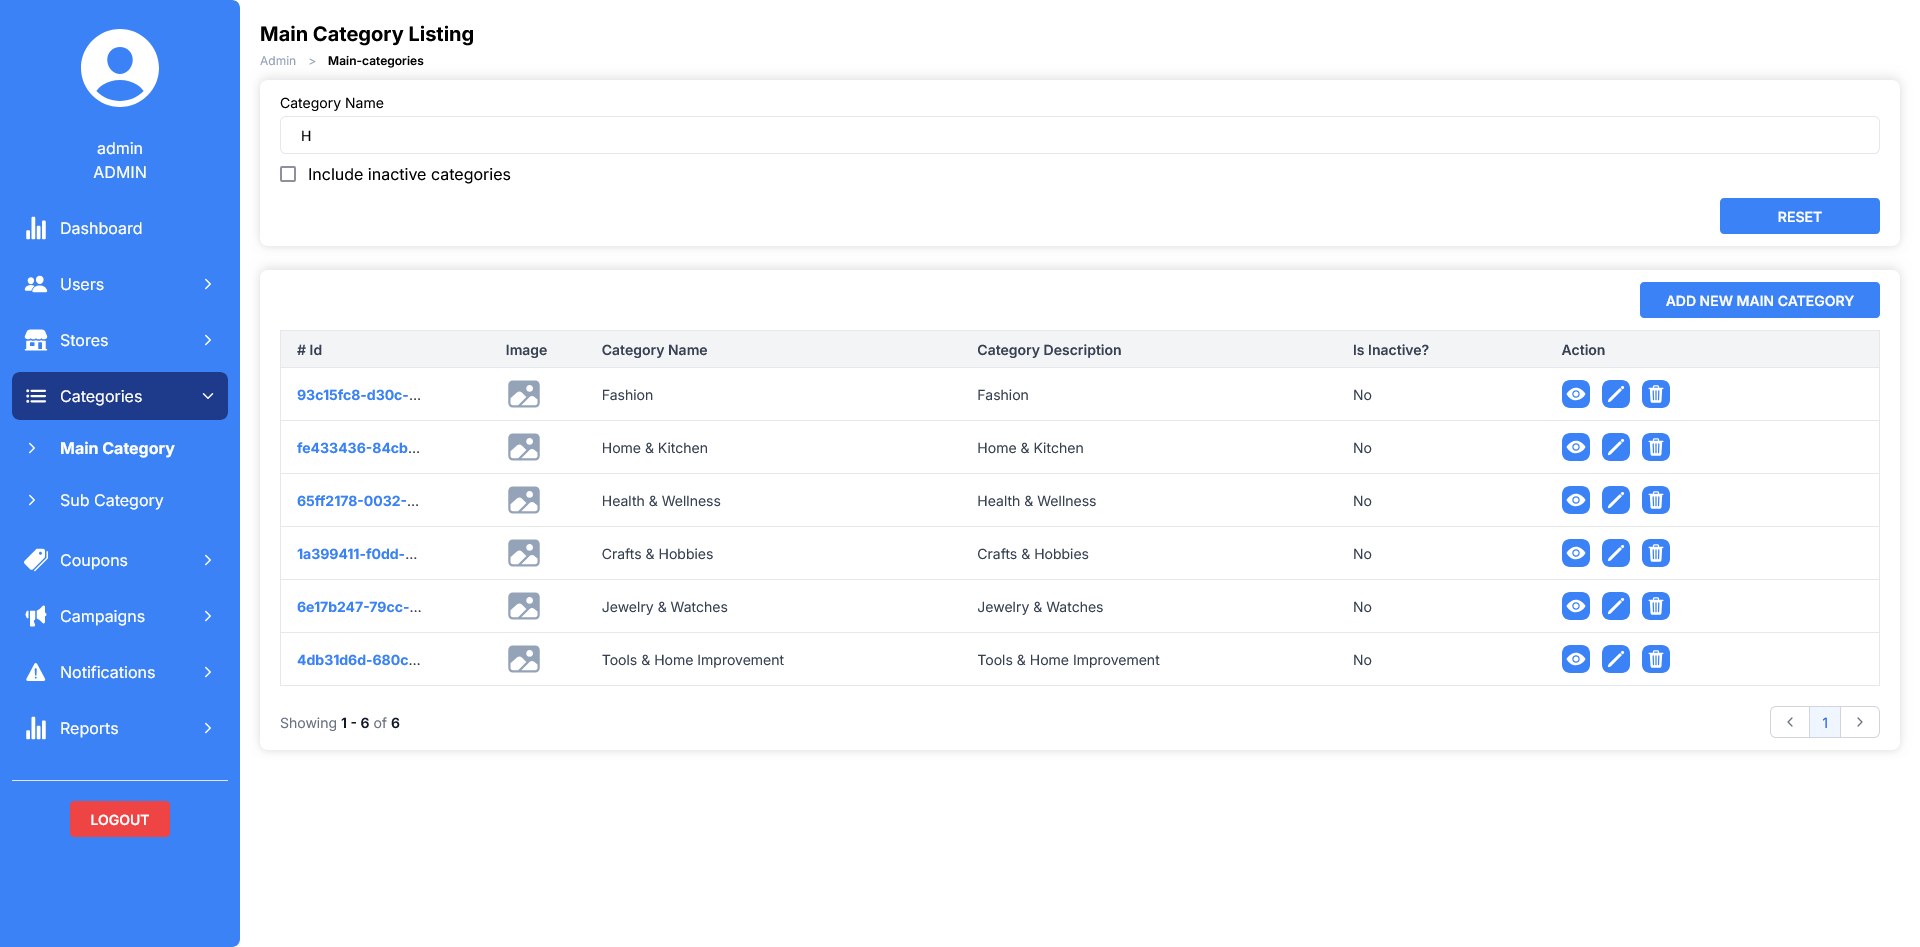 admin
ADMIN
Dashboard
Users
Stores
Categories
Main Category
Sub Category
Coupons
Campaigns
Notifications
Reports
LOGOUT
Main Category Listing
Admin > Main-categories
Category Name
H
Include inactive categories
RESET
ADD NEW MAIN CATEGORY
# Id Image Category Name Category Description Is Inactive? Action
93c15fc8-d30c-... Fashion Fashion No
fe433436-84cb... Home & Kitchen Home & Kitchen No
65ff2178-0032-... Health & Wellness Health & Wellness No
1a399411-f0dd-... Crafts & Hobbies Crafts & Hobbies No
6e17b247-79cc-... Jewelry & Watches Jewelry & Watches No
4db31d6d-680c... Tools & Home Improvement Tools & Home Improvement No
Showing 1 - 6 of 6
1